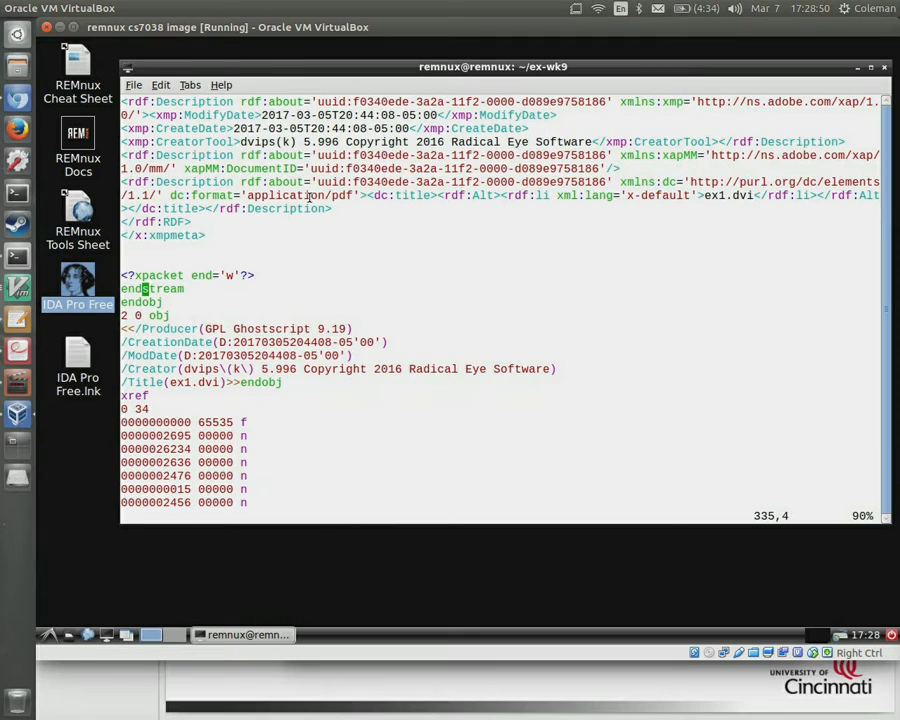 Oracle VM VirtualBox
En
(4:34)
Mar 7
17:28:50
Coleman
remnux cs7038 image [Running] - Oracle VM VirtualBox
REMnux
Cheat Sheet
REM
REMnux
Docs
REMnux
Tools Sheet
IDA Pro Free
IDA Pro
Free.lnk
remnux@remnux: ~/ex-wk9
File Edit Tabs Help
<rdf:Description rdf:about='uuid:f0340ede-3a2a-11f2-0000-d089e9758186' xmlns:xmp='http://ns.adobe.com/xap/1.
0/'><xmp:ModifyDate>2017-03-05T20:44:08-05:00</xmp:ModifyDate>
<xmp:CreateDate>2017-03-05T20:44:08-05:00</xmp:CreateDate>
<xmp:CreatorTool>dvips(k) 5.996 Copyright 2016 Radical Eye Software</xmp:CreatorTool></rdf:Description>
<rdf:Description rdf:about='uuid:f0340ede-3a2a-11f2-0000-d089e9758186' xmlns:xapMM='http://ns.adobe.com/xap/
1.0/mm/' xapMM:DocumentID='uuid:f0340ede-3a2a-11f2-0000-d089e9758186'/>
<rdf:Description rdf:about='uuid:f0340ede-3a2a-11f2-0000-d089e9758186' xmlns:dc='http://purl.org/dc/elements
/1.1/' dc:format='application/pdf'><dc:title><rdf:Alt><rdf:li xml:lang='x-default'>ex1.dvi</rdf:li></rdf:Alt
></dc:title></rdf:Description>
</rdf:RDF>
</x:xmpmeta>
<?xpacket end='w'?>
endstream
endobj
2 0 obj
<</Producer(GPL Ghostscript 9.19)
/CreationDate(D:20170305204408-05'00')
/ModDate(D:20170305204408-05'00')
/Creator(dvips\(k\) 5.996 Copyright 2016 Radical Eye Software)
/Title(ex1.dvi)>>endobj
xref
0 34
0000000000 65535 f
0000002695 00000 n
0000026234 00000 n
0000002636 00000 n
0000002476 00000 n
0000000015 00000 n
0000002456 00000 n
335,4 90%
remnux@remn...
17:28
Right Ctrl
UNIVERSITY OF
Cincinnati